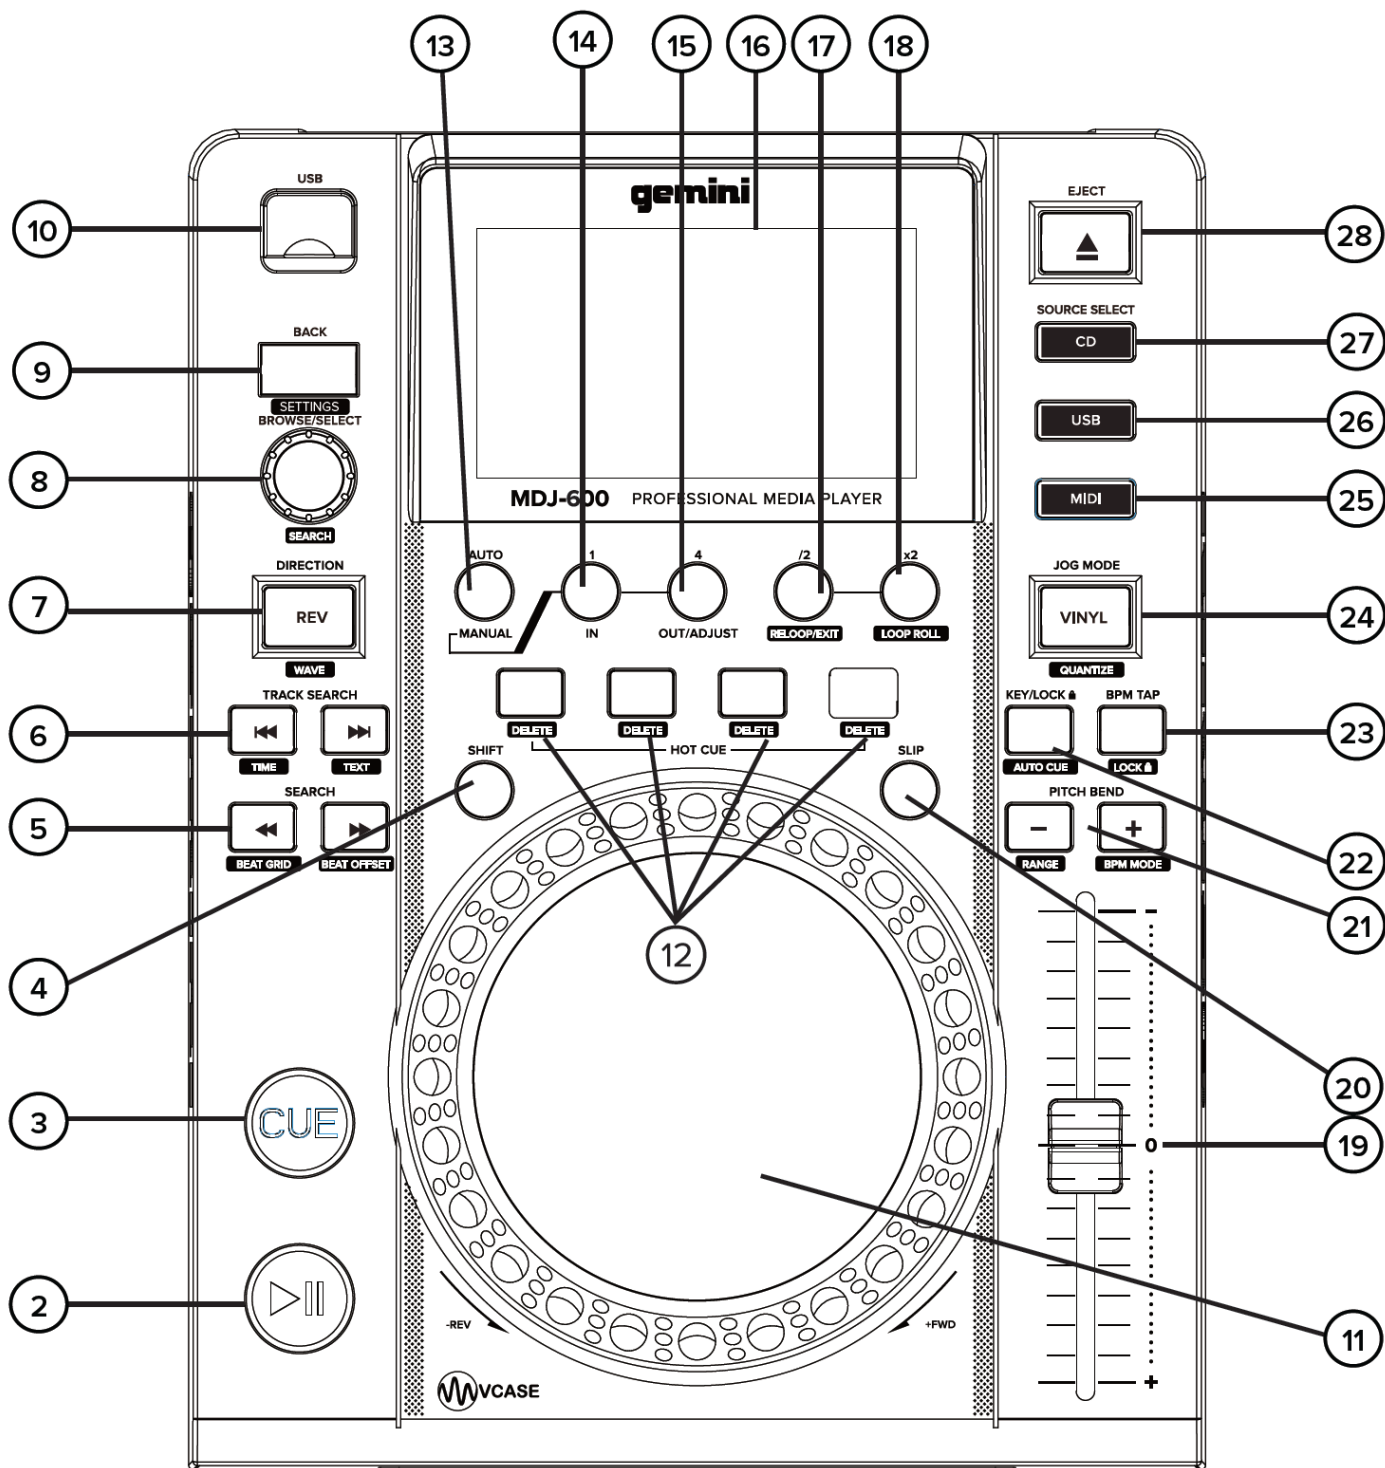 13
14
15
16
17
18
USB
gemini
EJECT
10
28
SOURCE SELECT
CD
27
BACK
9
SETTINGS
BROWSE/SELECT
USB
26
8
MDJ-600 PROFESSIONAL MEDIA PLAYER
MIDI
25
SEARCH
AUTO
1
4
/2
x2
DIRECTION
JOG MODE
7
REV
VINYL
24
MANUAL
IN
OUT/ADJUST
RELOOP/EXIT
LOOP ROLL
WAVE
QUANTIZE
TRACK SEARCH
KEY/LOCK
BPM TAP
6
DELETE
DELETE
DELETE
DELETE
23
HOT CUE
SHIFT
SLIP
TIME
TEXT
AUTO CUE
LOCK
SEARCH
PITCH BEND
5
-
+
BEAT GRID
BEAT OFFSET
RANGE
BPM MODE
22
21
12
4
-
20
3
CUE
0
19
2
-REV
+FWD
11
VCASE
+